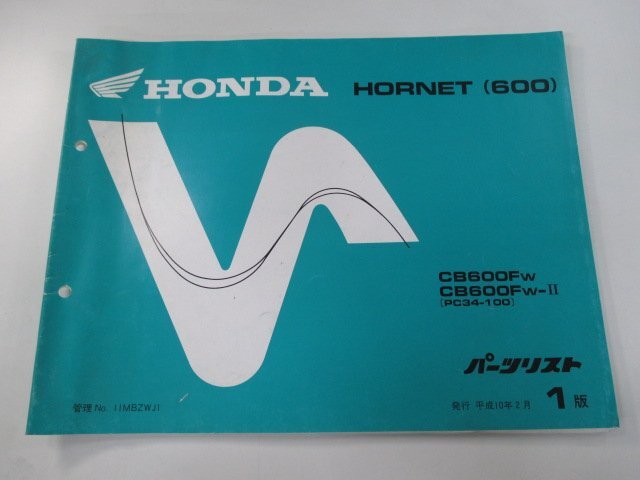 HONDA HORNET (600)
CB600FW
CB600FW-II
[PC34-100]
パーツリスト
管理 No. 11MBZWJ1
発行 平成10年2月 1版